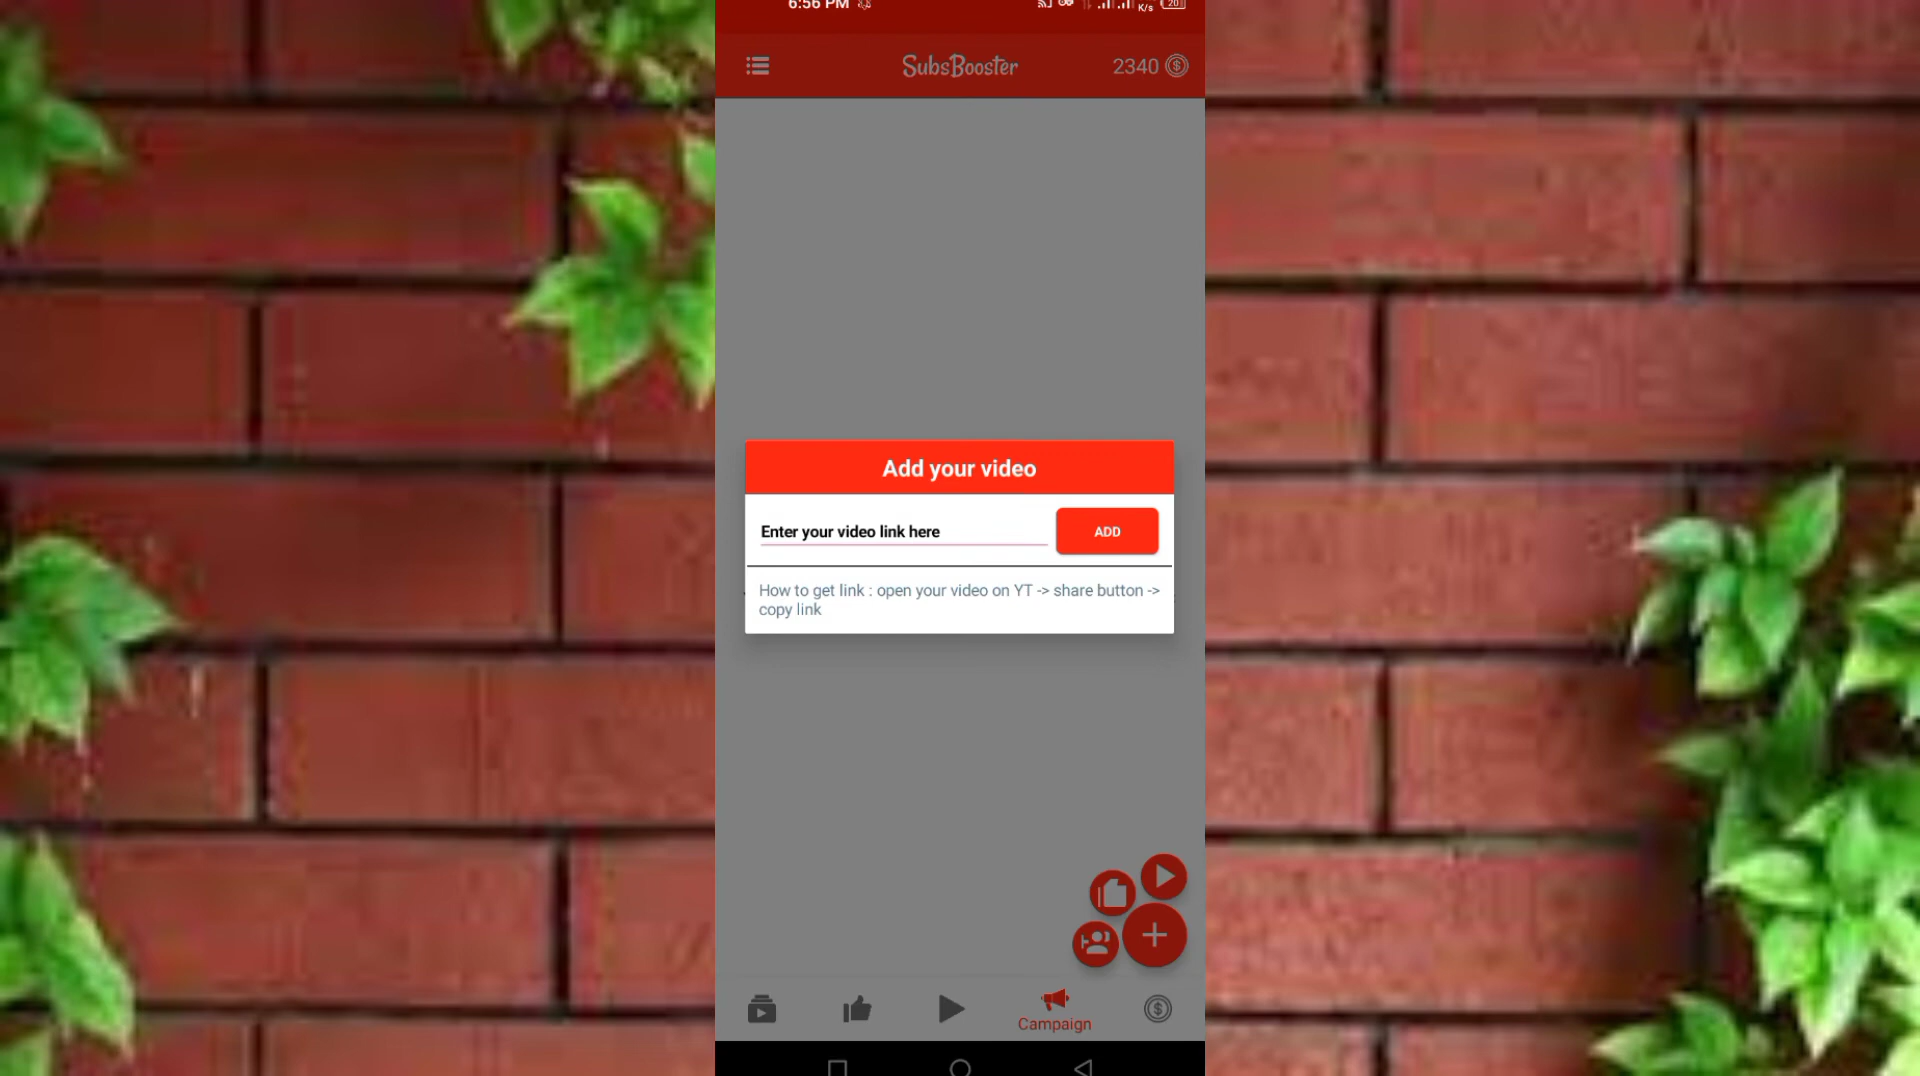 6:56 PM
K/s
20
SubsBooster
2340
Add your video
Enter your video link here
ADD
How to get link : open your video on YT -> share button ->
copy link
Campaign